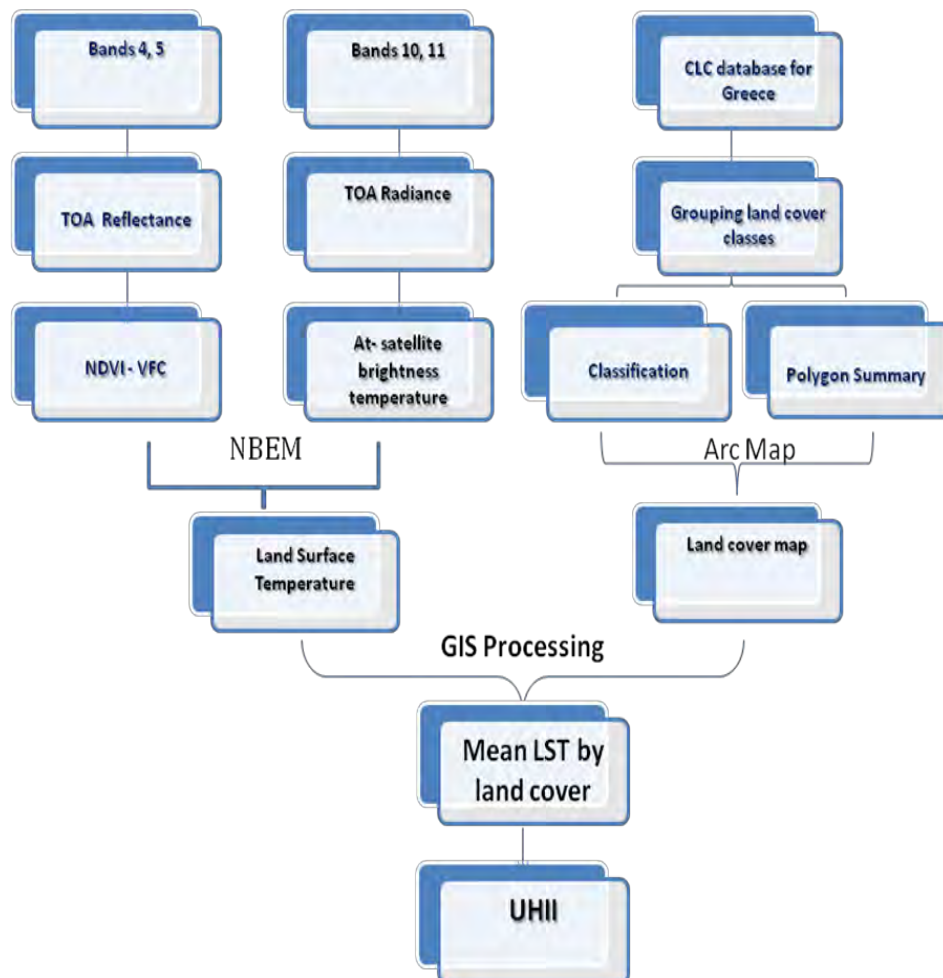 Bands 4, 5
Bands 10, 11
CLC database for
Greece
TOA Reflectance
TOA Radiance
Grouping land cover
classes
NDVI - VFC
At- satellite
brightness
temperature
Classification
Polygon Summary
NBEM
Arc Map
Land Surface
Temperature
Land cover map
GIS Processing
Mean LST by
land cover
UHII